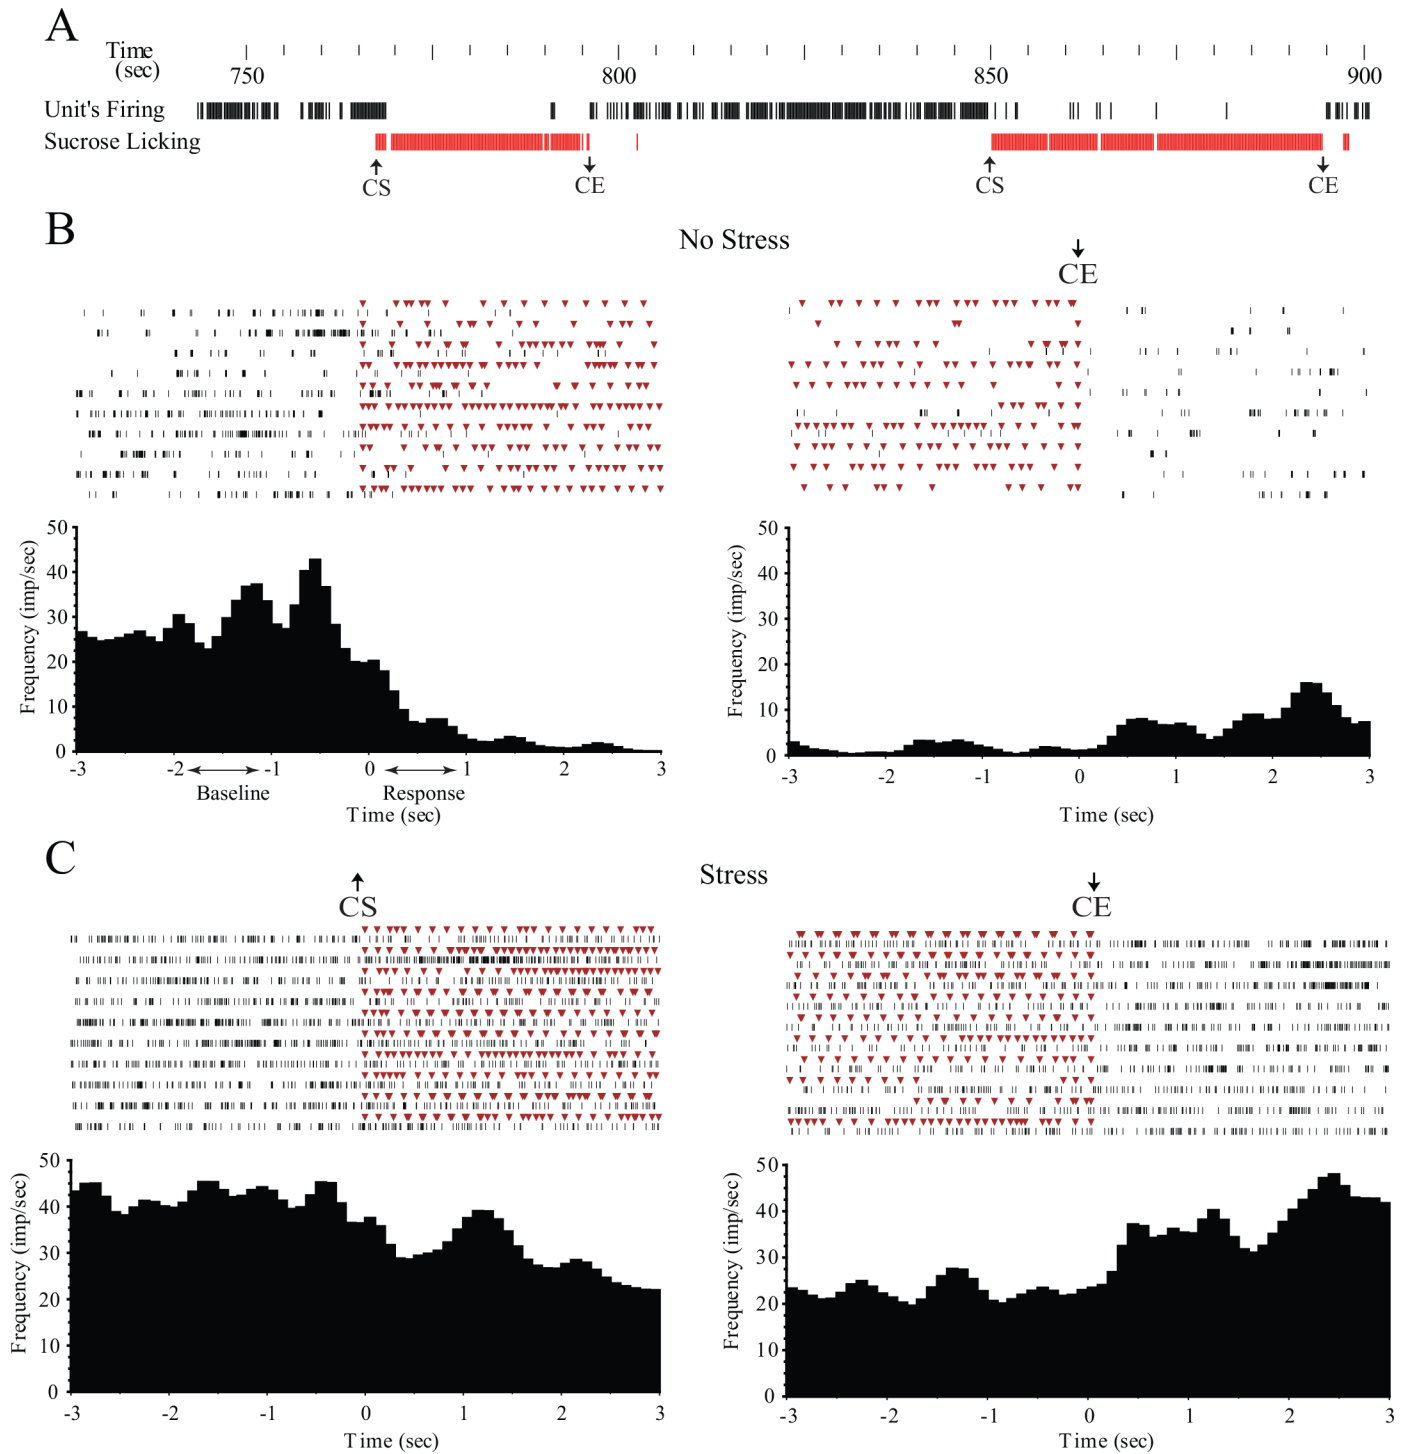 A
Time
(sec)
750 800 850 900
Unit's Firing
Sucrose Licking
CS CE CS CE
B
No Stress
CE
50
40
30
20
10
0
Frequency (imp/sec)
-3 -2 -1 0 1 2 3
Baseline Response
Time (sec)
50
40
30
20
10
0
Frequency (imp/sec)
-3 -2 -1 0 1 2 3
Time (sec)
C
Stress
CS CE
50
40
30
20
10
0
Frequency (imp/sec)
-3 -2 -1 0 1 2 3
Time (sec)
50
40
30
20
10
0
Frequency (imp/sec)
-3 -2 -1 0 1 2 3
Time (sec)